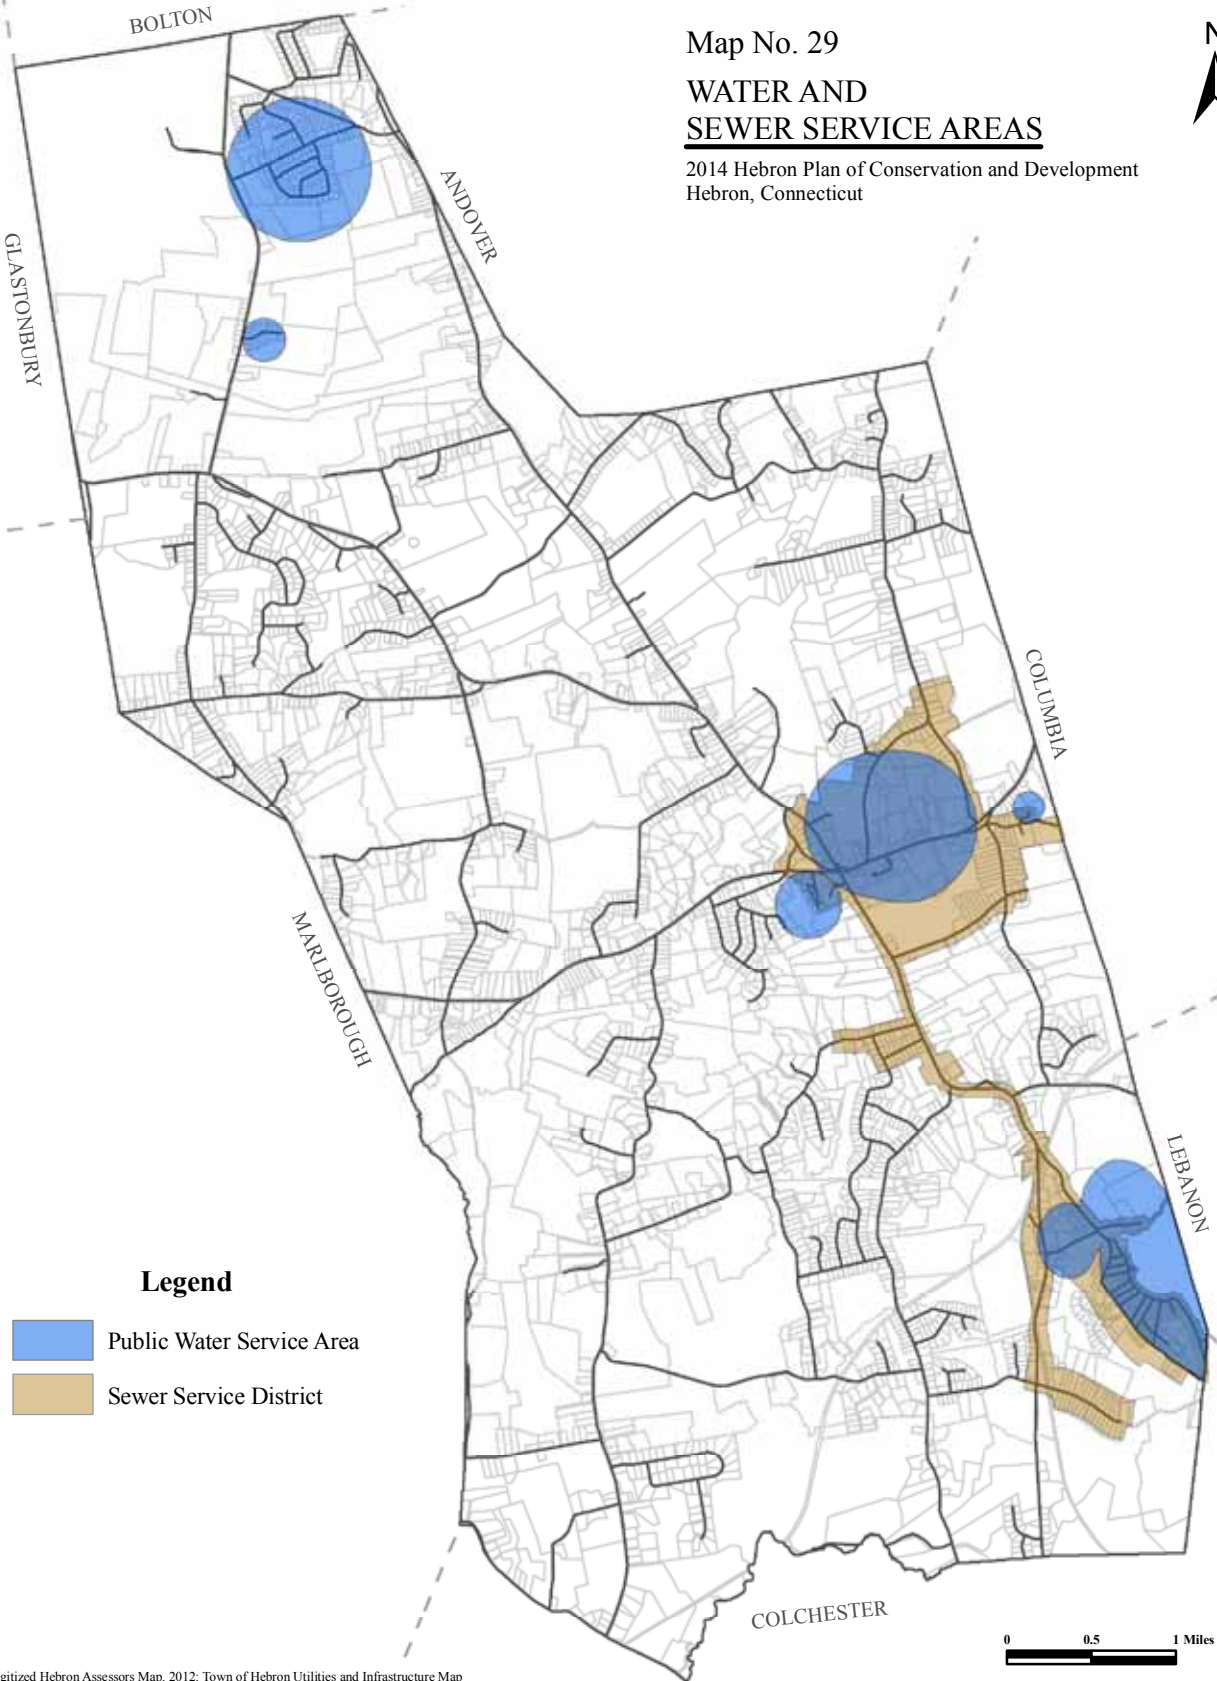 BOLTON
Map No. 29
N
WATER AND
SEWER SERVICE AREAS
2014 Hebron Plan of Conservation and Development
Hebron, Connecticut
ANDOVER
GLASTONBURY
COLUMBIA
MARLBOROUGH
LEBANON
Legend
Public Water Service Area
Sewer Service District
COLCHESTER
0 0.5 1 Miles
Hebron Assessors Map, 2012; Town of Hebron Utilities and Infrastructure Map